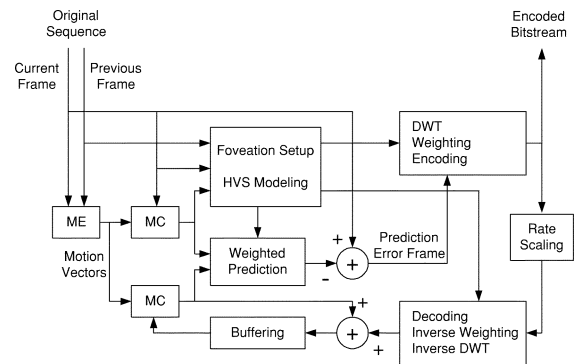 Original
Sequence
Encoded
Bitstream
Current
Frame
Previous
Frame
+
Foveation Setup
HVS Modeling
DWT
Weighting
Encoding
ME
MC
Motion
Vectors
Weighted
Prediction
+
-
+
Prediction
Error Frame
Rate
Scaling
MC
Buffering
+
+
+
Decoding
Inverse Weighting
Inverse DWT